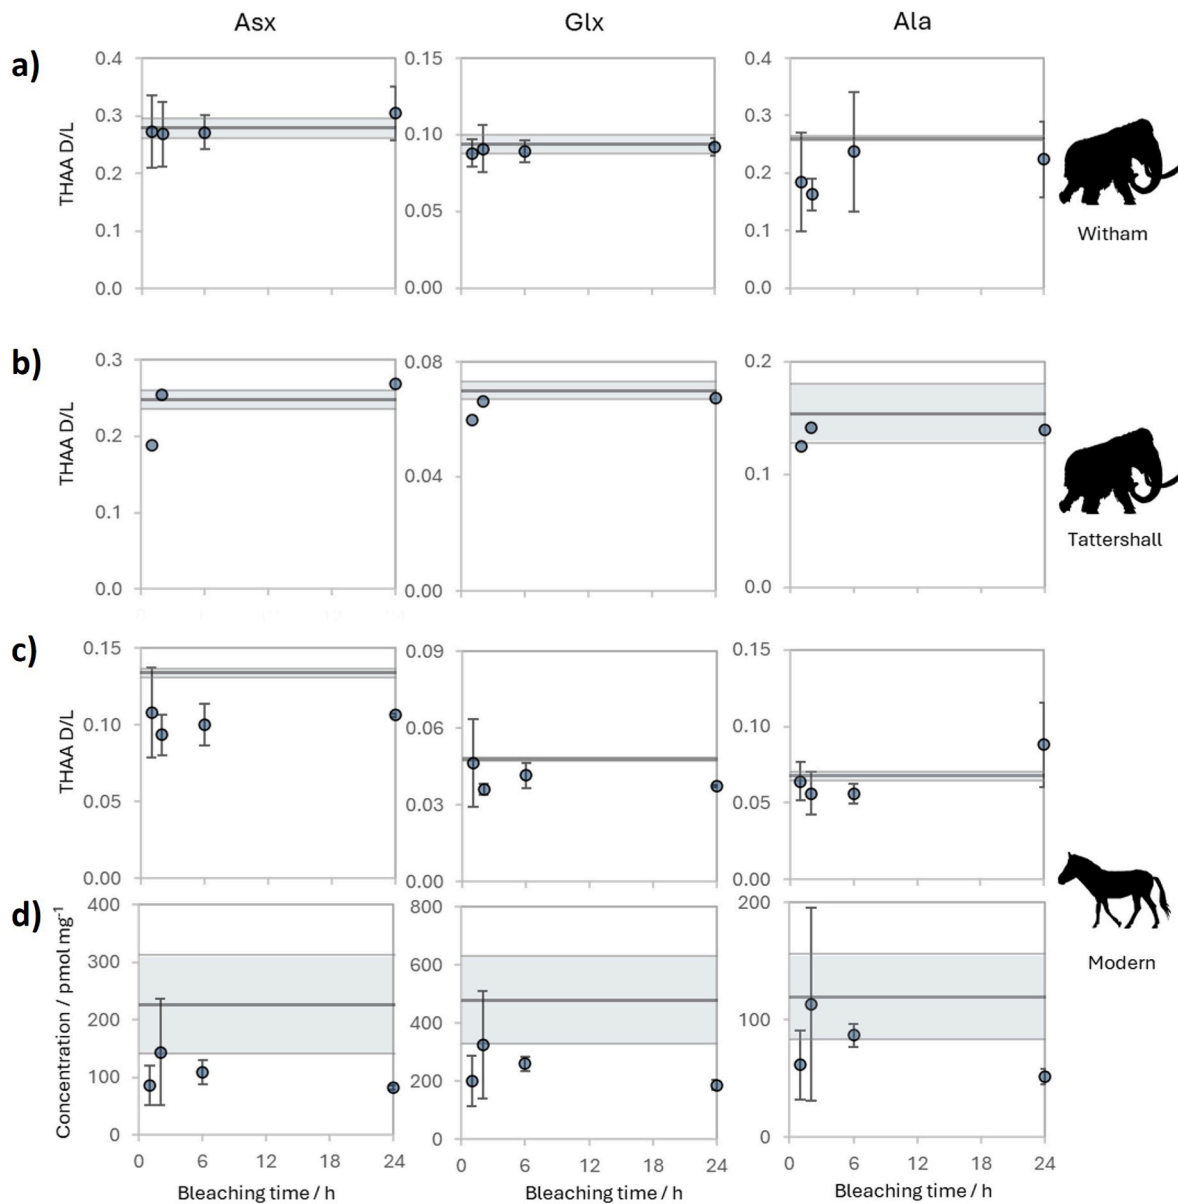 Asx Glx Ala
a)
THAA D/L
0.4 0.15 0.4
0.3 0.10 0.3
0.2 0.05 0.2
0.1 0.1
0.0 0.00 0.0
Witham
b)
THAA D/L
0.3 0.08 0.2
0.2 0.04 0.1
0.1
0.0 0.00 0.0
Tattershall
c)
THAA D/L
0.15 0.09 0.15
0.10 0.06 0.10
0.05 0.03 0.05
0.00 0.00 0.00
d)
Concentration / pmol mg⁻¹
400 800 200
300 600
200 400 100
100 200
0 0 0
Modern
0 6 12 18 24 0 6 12 18 24 0 6 12 18 24
Bleaching time / h Bleaching time / h Bleaching time / h